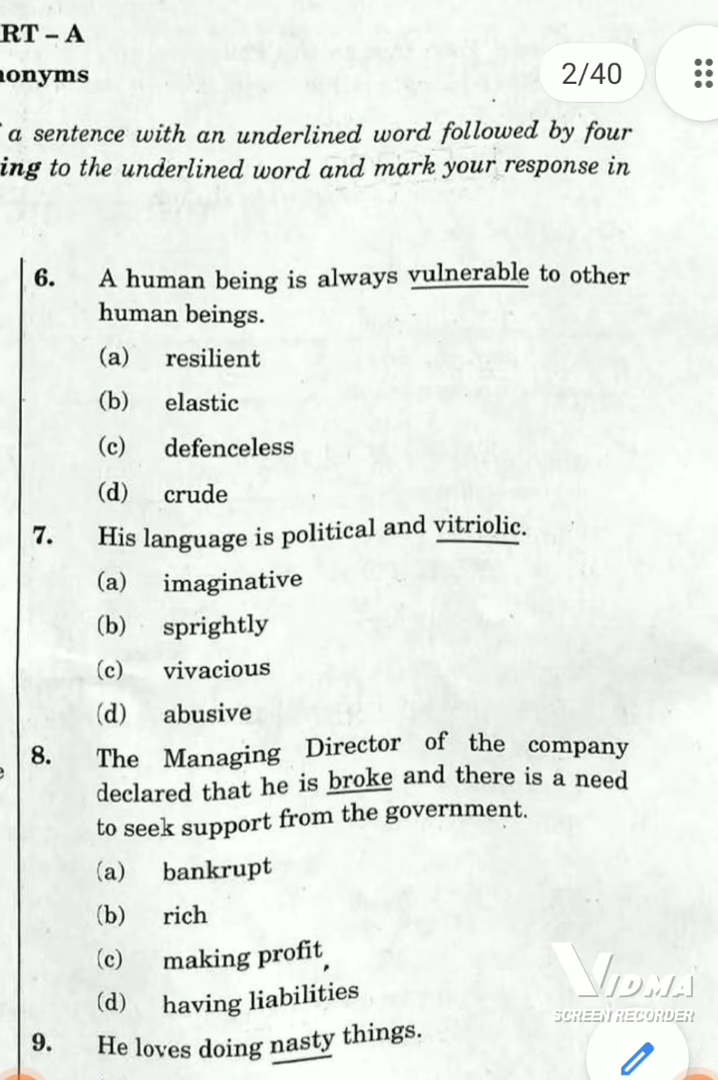 RT – A
2/40
onyms
a sentence with an underlined word followed by four
ing to the underlined word and mark your response in
6. A human being is always vulnerable to other
human beings.
(a) resilient
(b) elastic
(c) defenceless
(d) crude
7. His language is political and vitriolic.
(a) imaginative
(b) sprightly
(c) vivacious
(d) abusive
8. The Managing Director of the company
declared that he is broke and there is a need
to seek support from the government.
(a) bankrupt
(b) rich
(c) making profit
(d) having liabilities
VIDMA
SCREEN RECORDER
9. He loves doing nasty things.